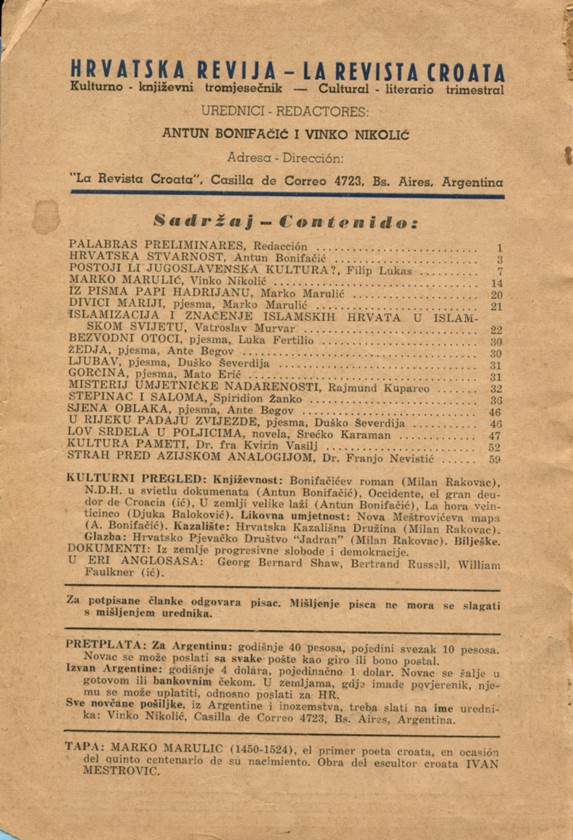 HRVATSKA REVIJA – LA REVISTA CROATA
Kulturno - književni tromjesečnik — Cultural - literario trimestral
UREDNICI - REDACTORES:
ANTUN BONIFAČIĆ I VINKO NIKOLIĆ
Adresa - Dirección:
"La Revista Croata", Casilla de Correo 4723, Bs. Aires, Argentina
Sadržaj – Contenido:
PALABRAS PRELIMINARES, Redacción ........................ 1
HRVATSKA STVARNOST, Antun Bonifačić ..................... 3
POSTOJI LI JUGOSLAVENSKA KULTURA?, Filip Lukas ......... 7
MARKO MARULIĆ, Vinko Nikolić ............................ 14
IZ PISMA PAPI HADRIJANU, Marko Marulić .................. 20
DIVICI MARIJI, pjesma, Marko Marulić .................... 21
ISLAMIZACIJA I ZNAČENJE ISLAMSKIH HRVATA U ISLAM-
SKOM SVIJETU, Vatroslav Murvar .......................... 22
BEZVODNI OTOCI, pjesma, Luka Fertilio ................... 30
ŽEDJA, pjesma, Ante Begov ............................... 30
LJUBAV, pjesma, Duško Ševerdija ......................... 31
GORČINA, pjesma, Mato Erić .............................. 31
MISTERIJ UMJETNIČKE NADARENOSTI, Rajmund Kupareo ....... 32
STEPINAC I SALOMA, Spiridion Žanko ...................... 36
SJENA OBLAKA, pjesma, Ante Begov ........................ 46
U RIJEKU PADAJU ZVIJEZDE, pjesma, Duško Ševerdija ...... 46
LOV SRDELA U POLJICIMA, novela, Srećko Karaman .......... 47
KULTURA PAMETI, Dr. fra Kvirin Vasilj ................... 52
STRAH PRED AZIJSKOM ANALOGIJOM, Dr. Franjo Nevistić ..... 59
KULTURNI PREGLED: Književnost: Bonifačićev roman (Milan Rakovac),
N.D.H. u svietlu dokumenata (Antun Bonifačić), Occidente, el gran deu-
dor de Croacia (ić), U zemlji velike laži (Antun Bonifačić), La hora vein-
ticinco (Djuka Baloković). Likovna umjetnost: Nova Meštrovićeva mapa
(A. Bonifačić). Kazalište: Hrvatska Kazališna Družina (Milan Rakovac).
Glazba: Hrvatsko Pjevačko Društvo "Jadran" (Milan Rakovac). Bilješke.
DOKUMENTI: Iz zemlje progresivne slobode i demokracije.
U ERI ANGLOSASA: Georg Bernard Shaw, Bertrand Russell, William
Faulkner (ić).
Za potpisane članke odgovara pisac. Mišljenje pisca ne mora se slagati
s mišljenjem urednika.
PRETPLATA: Za Argentinu: godišnje 40 pesosa, pojedini svezak 10 pesosa.
Novac se može poslati sa svake pošte kao giro ili bono postal.
Izvan Argentine: godišnje 4 dolara, pojedinačno 1 dolar. Novac se šalje u
gotovom ili bankovnim čekom. U zemljama, gdje imade povjerenik, nje-
mu se može uplatiti, odnosno poslati za HR.
Sve novčane pošiljke, iz Argentine i inozemstva, treba slati na ime uredni-
ka: Vinko Nikolić, Casilla de Correo 4723, Bs. Aires, Argentina.
TAPA: MARKO MARULIC (1450-1524), el primer poeta croata, en ocasión
del quinto centenario de su nacimiento. Obra del escultor croata IVAN
MESTROVIC.